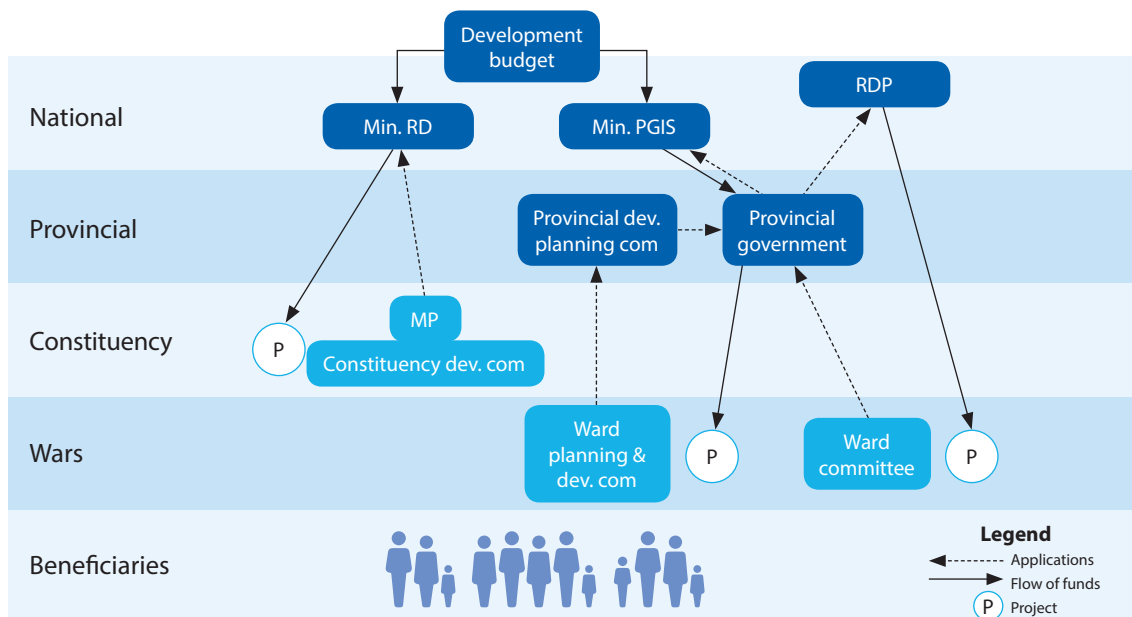 Development
budget
National
Min. RD
Min. PGIS
RDP
Provincial
Provincial dev.
planning com
Provincial
government
Constituency
P
MP
Constituency dev. com
Wars
Ward
planning &
dev. com
P
Ward
committee
P
Beneficiaries
Legend
Applications
Flow of funds
P Project